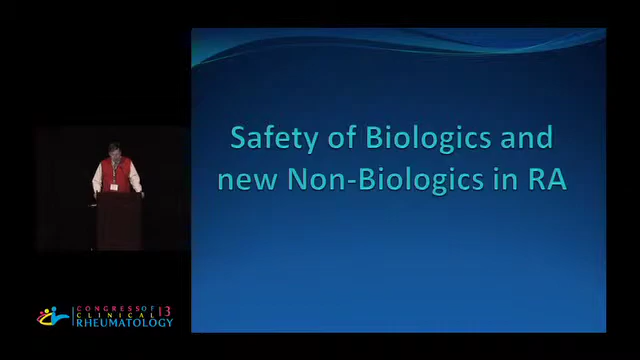 Safety of Biologics and
new Non-Biologics in RA
CONGRESS OF 13
CLINICAL
RHEUMATOLOGY